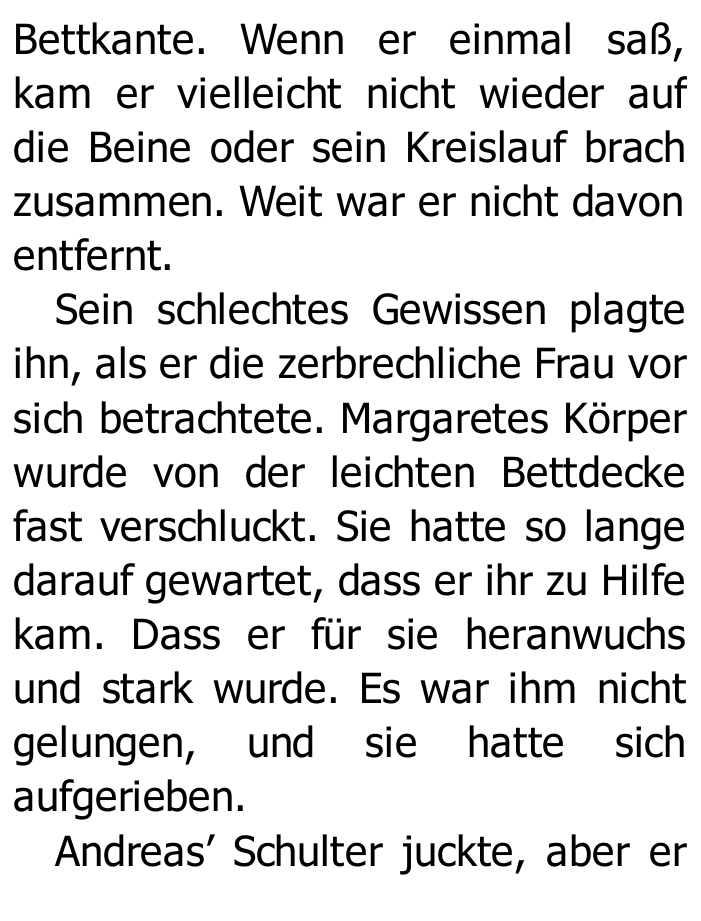 Bettkante. Wenn er einmal saß,
kam er vielleicht nicht wieder auf
die Beine oder sein Kreislauf brach
zusammen. Weit war er nicht davon
entfernt.
Sein schlechtes Gewissen plagte
ihn, als er die zerbrechliche Frau vor
sich betrachtete. Margaretes Körper
wurde von der leichten Bettdecke
fast verschluckt. Sie hatte so lange
darauf gewartet, dass er ihr zu Hilfe
kam. Dass er für sie heranwuchs
und stark wurde. Es war ihm nicht
gelungen, und sie hatte sich
aufgerieben.
Andreas’ Schulter juckte, aber er